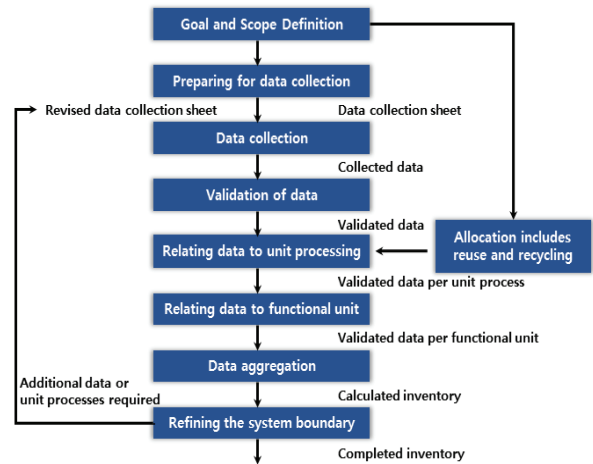 Goal and Scope Definition
Preparing for data collection
Revised data collection sheet
Data collection sheet
Data collection
Collected data
Validation of data
Validated data
Allocation includes
reuse and recycling
Relating data to unit processing
Validated data per unit process
Relating data to functional unit
Validated data per functional unit
Data aggregation
Additional data or
unit processes required
Calculated inventory
Refining the system boundary
Completed inventory